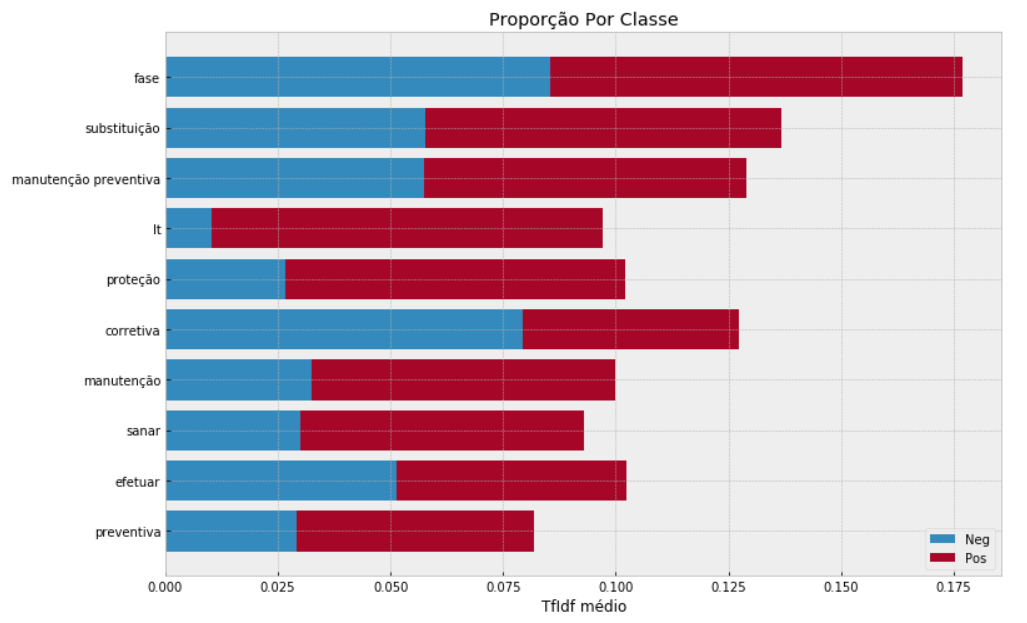 Proporção Por Classe
fase
substituição
manutenção preventiva
lt
proteção
corretiva
manutenção
sanar
efetuar
preventiva
Neg
Pos
0.000 0.025 0.050 0.075 0.100 0.125 0.150 0.175
TfIdf médio